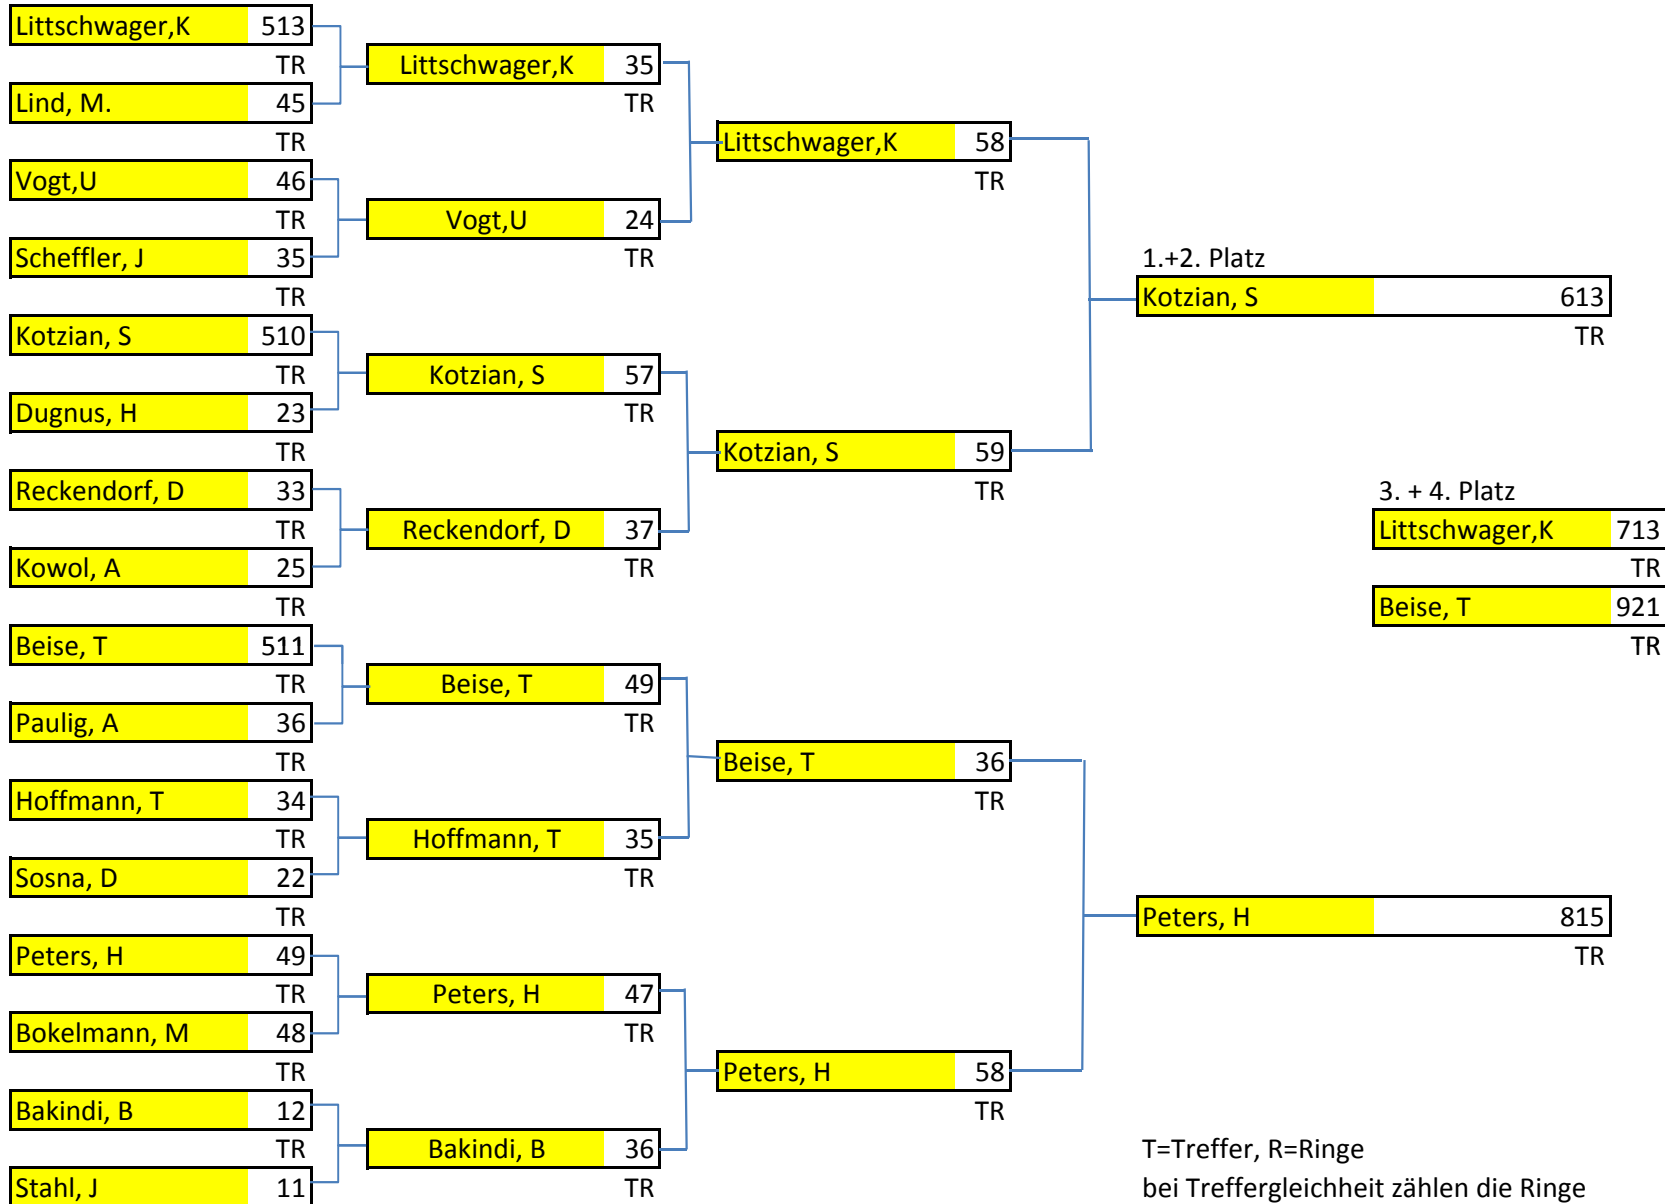 Littschwager,K 513
TR
Lind, M. 45
TR
Vogt,U 46
TR
Scheffler, J 35
TR
Kotzian, S 510
TR
Dugnus, H 23
TR
Reckendorf, D 33
TR
Kowol, A 25
TR
Beise, T 511
TR
Paulig, A 36
TR
Hoffmann, T 34
TR
Sosna, D 22
TR
Peters, H 49
TR
Bokelmann, M 48
TR
Bakindi, B 12
TR
Stahl, J 11
Littschwager,K 35
TR
Vogt,U 24
TR
Kotzian, S 57
TR
Reckendorf, D 37
TR
Beise, T 49
TR
Hoffmann, T 35
TR
Peters, H 47
TR
Bakindi, B 36
TR
Littschwager,K 58
TR
Kotzian, S 59
TR
Beise, T 36
TR
Peters, H 58
TR
1.+2. Platz
Kotzian, S 613
TR
Peters, H 815
TR
3. + 4. Platz
Littschwager,K 713
TR
Beise, T 921
TR
T=Treffer, R=Ringe
bei Treffergleichheit zählen die Ringe